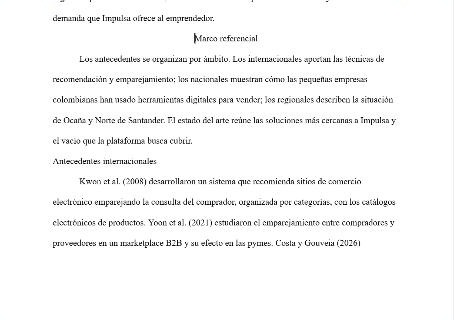 demanda que Impulsa ofrece al emprendedor.
Marco referencial
Los antecedentes se organizan por ámbito. Los internacionales aportan las técnicas de
recomendación y emparejamiento; los nacionales muestran cómo las pequeñas empresas
colombianas han usado herramientas digitales para vender; los regionales describen la situación
de Ocaña y Norte de Santander. El estado del arte reúne las soluciones más cercanas a Impulsa y
el vacío que la plataforma busca cubrir.
Antecedentes internacionales
Kwon et al. (2008) desarrollaron un sistema que recomienda sitios de comercio
electrónico emparejando la consulta del comprador, organizada por categorías, con los catálogos
electrónicos de productos. Yoon et al. (2021) estudiaron el emparejamiento entre compradores y
proveedores en un marketplace B2B y su efecto en las pymes. Costa y Gouveia (2026)